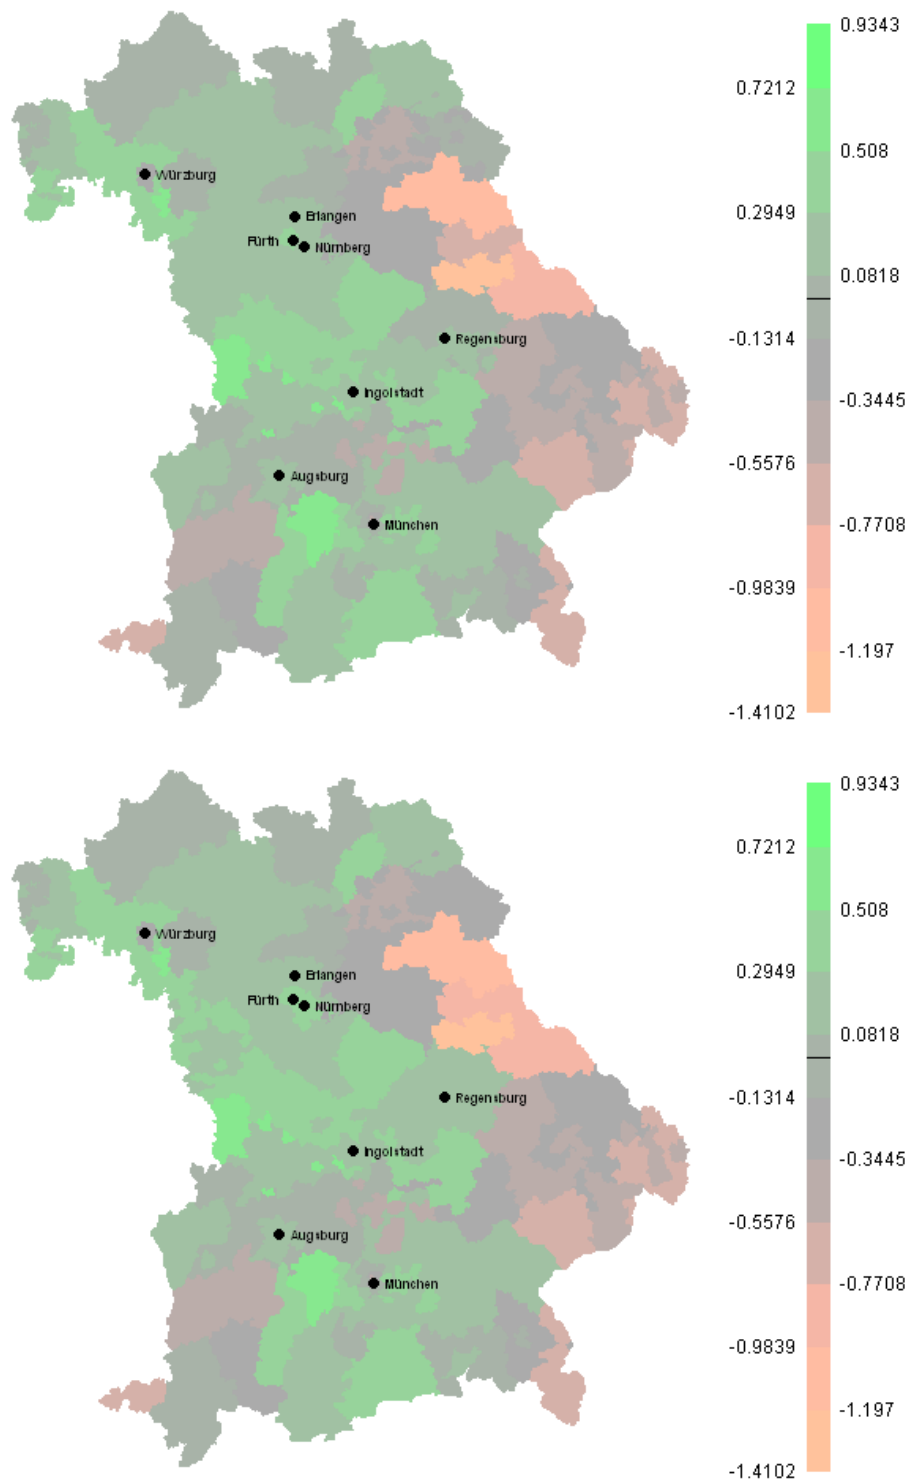 0.9343
0.7212
0.508
Würzburg
Erlangen
0.2949
Fürth
Nürnberg
0.0818
Regensburg
-0.1314
Ingolstadt
-0.3445
Augsburg
-0.5576
München
-0.7708
-0.9839
-1.197
-1.4102
0.9343
0.7212
0.508
Würzburg
Erlangen
0.2949
Fürth
Nürnberg
0.0818
Regensburg
-0.1314
Ingolstadt
-0.3445
Augsburg
-0.5576
München
-0.7708
-0.9839
-1.197
-1.4102